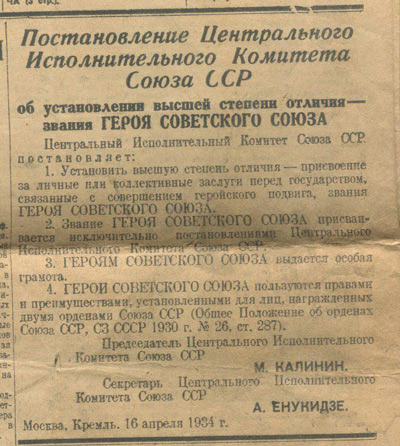 ЧК (3 стр.).
Постановление Центрального
Исполнительного Комитета
Союза ССР
об установлении высшей степени отличия—
звания ГЕРОЯ СОВЕТСКОГО СОЮЗА
Центральный Исполнительный Комитет Союза ССР
постановляет:
1. Установить высшую степень отличия — присвоение
за личные или коллективные заслуги перед государством,
связанные с совершением геройского подвига, звания
ГЕРОЯ СОВЕТСКОГО СОЮЗА.
2. Звание ГЕРОЯ СОВЕТСКОГО СОЮЗА присваи-
вается исключительно постановлениями Центрального
Исполнительного Комитета Союза ССР.
3. ГЕРОЯМ СОВЕТСКОГО СОЮЗА выдается особая
грамота.
4. ГЕРОИ СОВЕТСКОГО СОЮЗА пользуются правами
и преимуществами, установленными для лиц, награжденных
двумя орденами Союза ССР (Общее Положение об орденах
Союза ССР, СЗ СССР 1930 г. № 26, ст. 287).
Председатель Центрального Исполнительного
Комитета Союза ССР
М. КАЛИНИН.
Секретарь Центрального Исполнительного
Комитета Союза ССР
А. ЕНУКИДЗЕ.
Москва, Кремль. 16 апреля 1934 г.